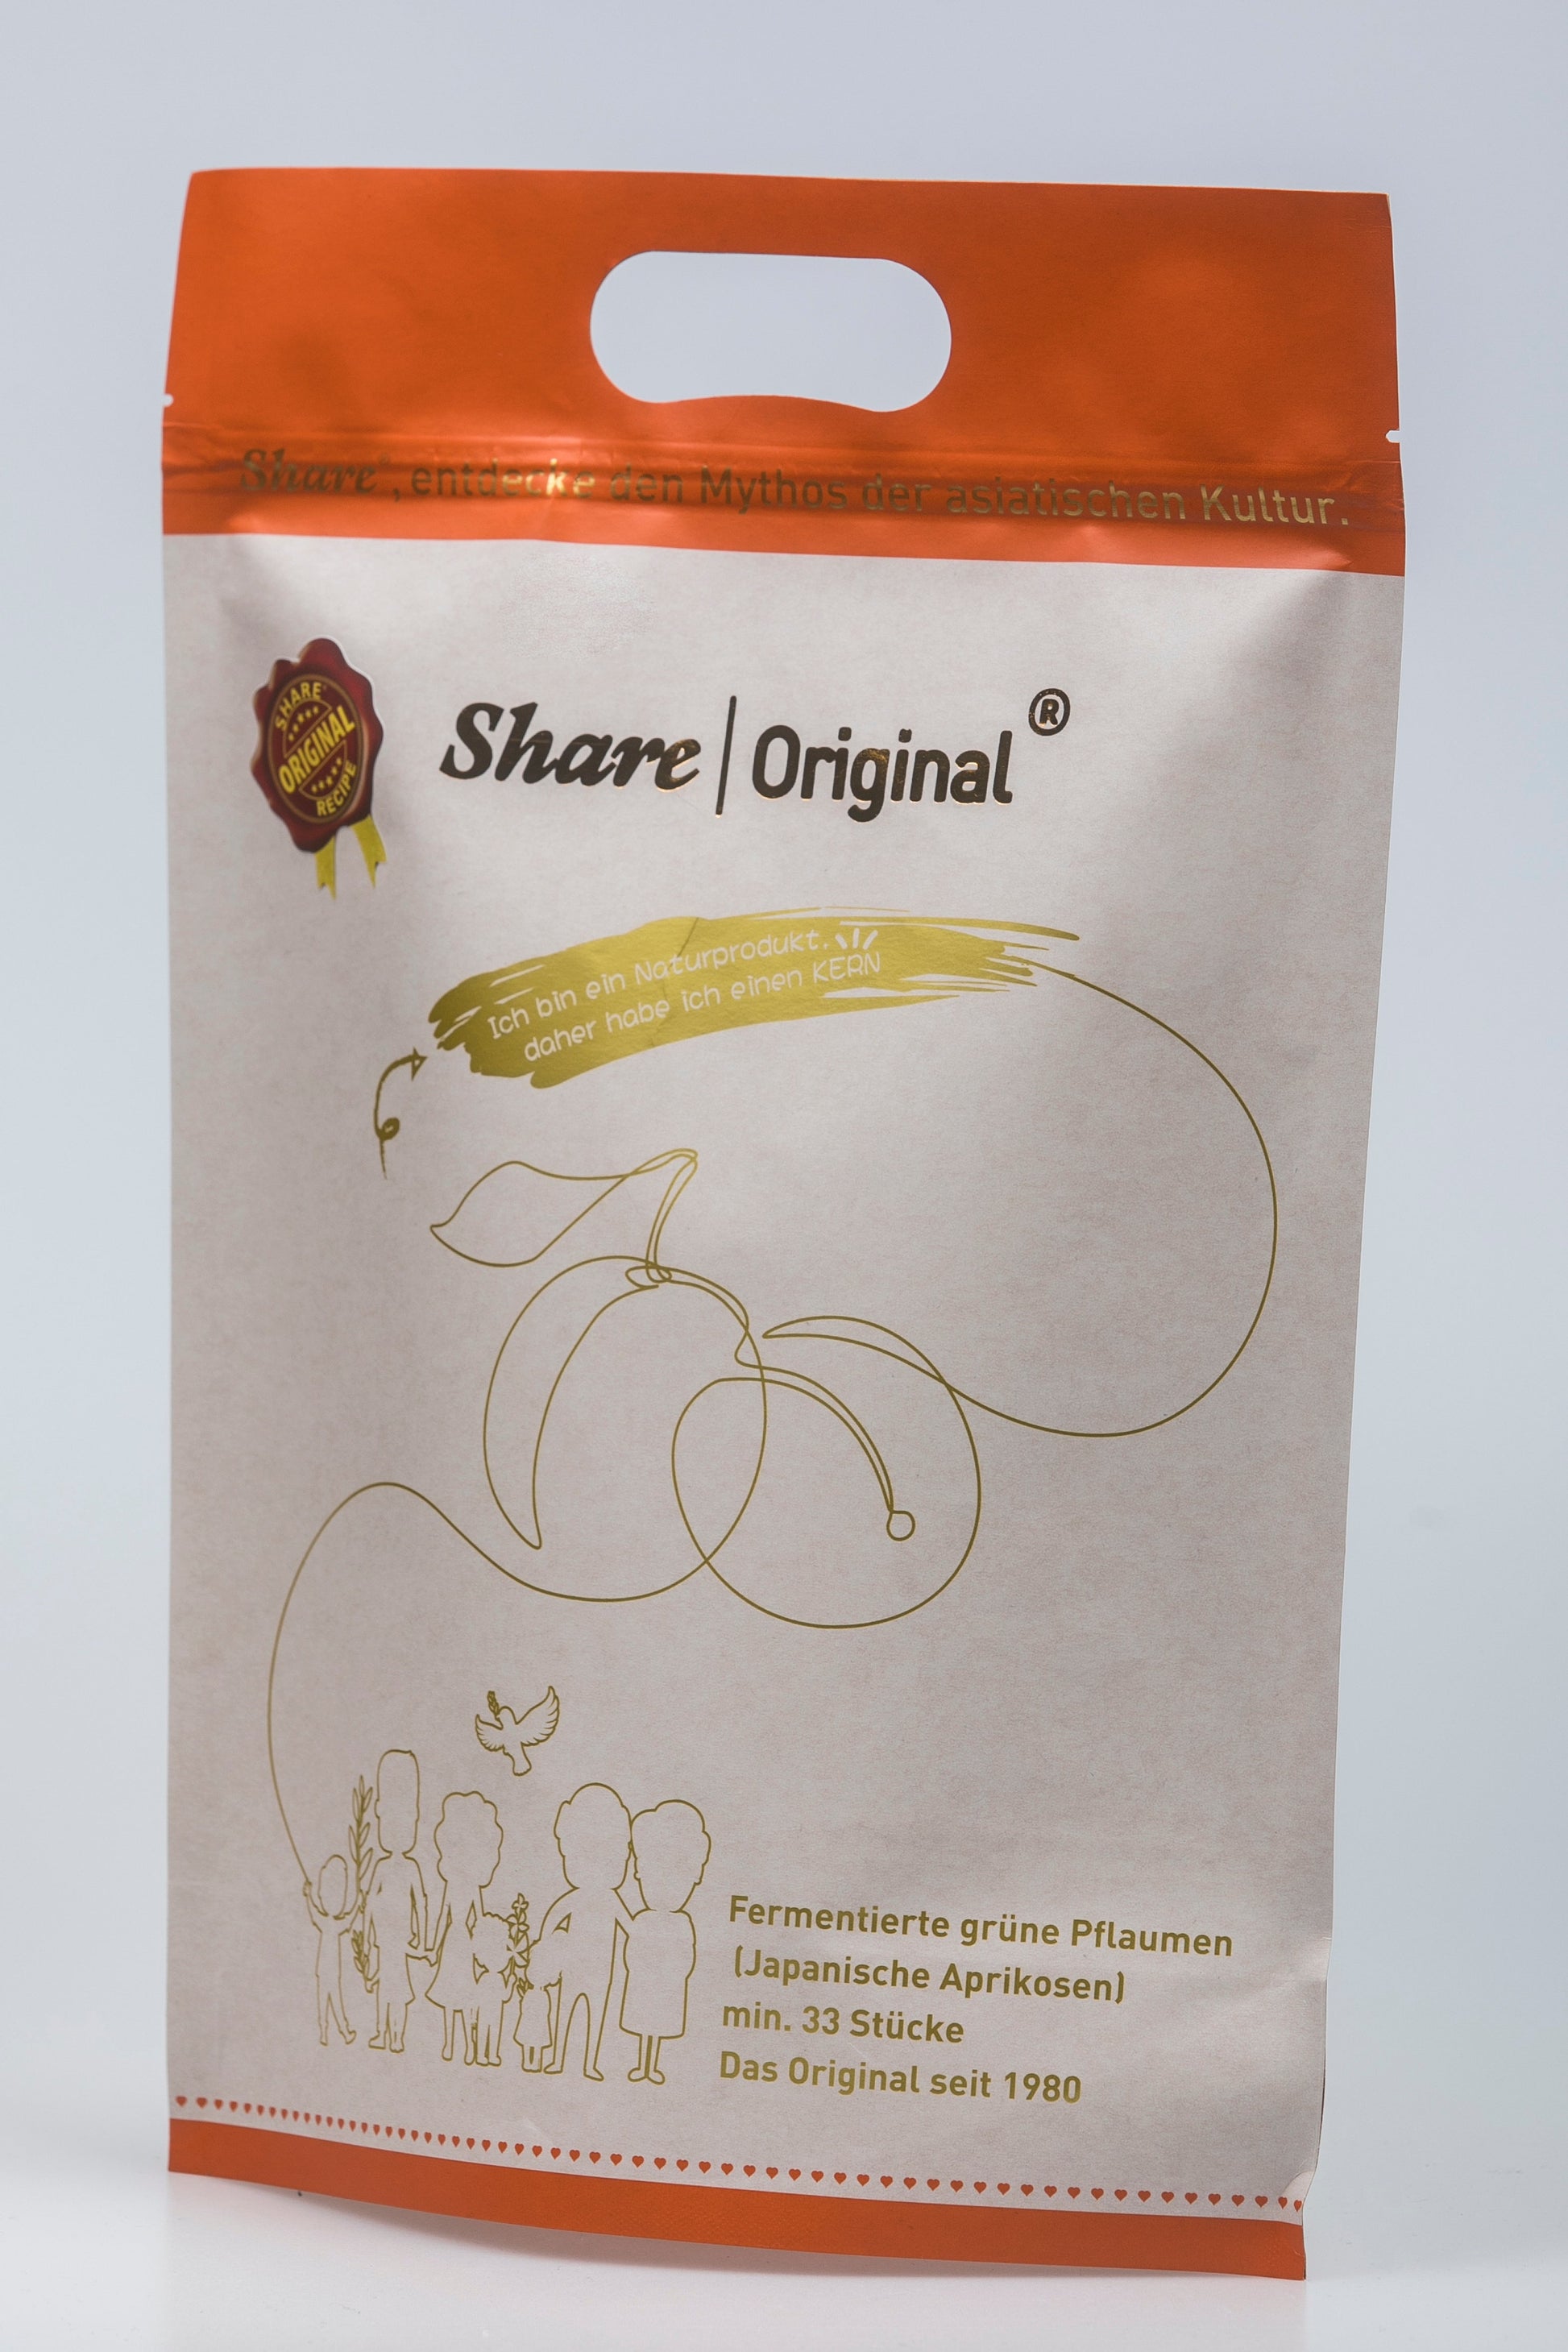 Share®, entdecke den Mythos der asiatischen Kultur.
SHARE®
ORIGINAL
RECIPE
Share | Original®
Ich bin ein Naturprodukt,
daher habe ich einen KERN
Fermentierte grüne Pflaumen
(Japanische Aprikosen)
min. 33 Stücke
Das Original seit 1980